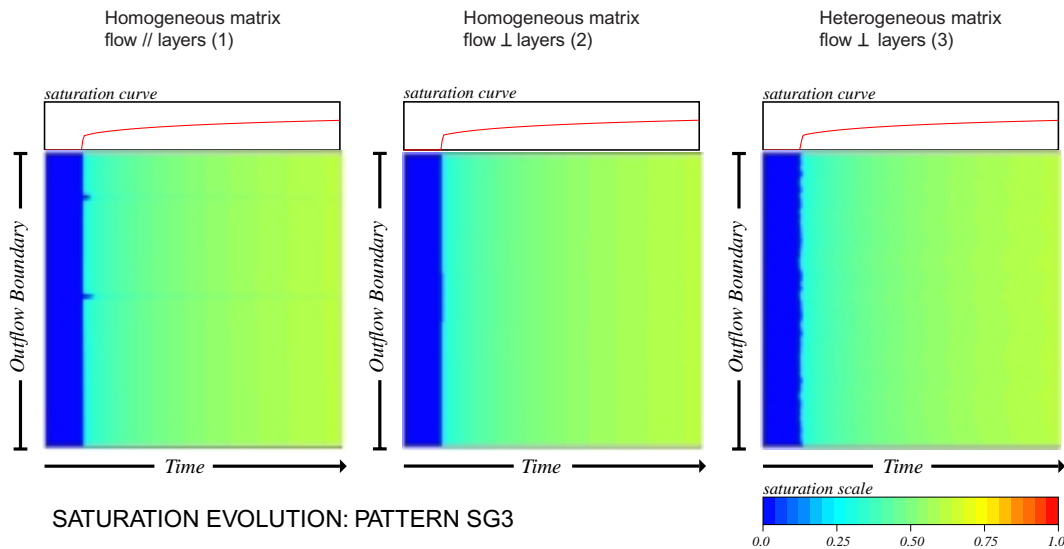 Homogeneous matrix
flow // layers (1)
Homogeneous matrix
flow ⊥ layers (2)
Heterogeneous matrix
flow ⊥ layers (3)
saturation curve
saturation curve
saturation curve
Outflow Boundary
Outflow Boundary
Outflow Boundary
Time
Time
Time
SATURATION EVOLUTION: PATTERN SG3
saturation scale
0.0 0.25 0.50 0.75 1.0